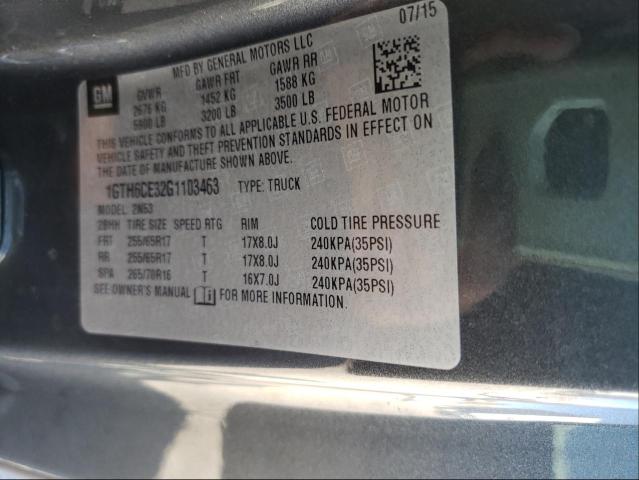 07/15
GM
MFD BY GENERAL MOTORS LLC
GVWR GAWR FRT GAWR RR
2676 KG 1452 KG 1588 KG
5900 LB 3200 LB 3500 LB
THIS VEHICLE CONFORMS TO ALL APPLICABLE U.S. FEDERAL MOTOR
VEHICLE SAFETY AND THEFT PREVENTION STANDARDS IN EFFECT ON
THE DATE OF MANUFACTURE SHOWN ABOVE.
1GTH6CE32G1103463 TYPE: TRUCK
MODEL: 2N53
2BHH TIRE SIZE SPEED RTG RIM COLD TIRE PRESSURE
FRT 255/65R17 T 17X8.0J 240KPA(35PSI)
RR 255/65R17 T 17X8.0J 240KPA(35PSI)
SPA 265/70R16 T 16X7.0J 240KPA(35PSI)
SEE OWNER'S MANUAL FOR MORE INFORMATION.